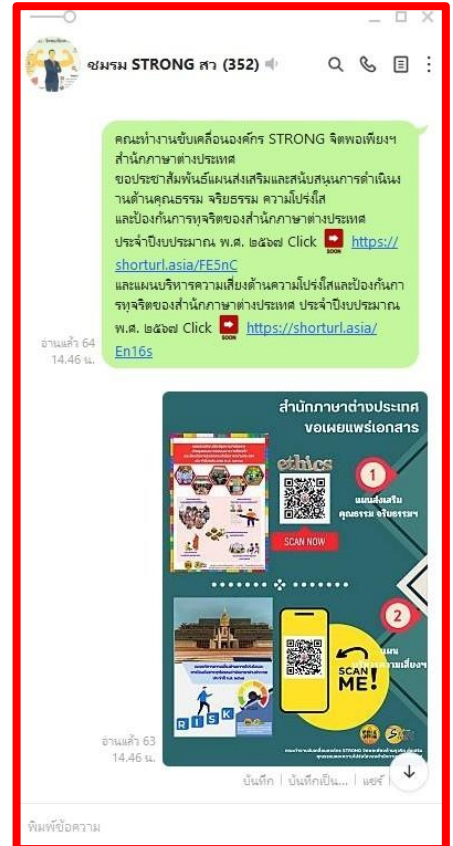 ชมรม STRONG สว (352)
คณะทำงานขับเคลื่อนองค์กร STRONG จิตพอเพียงฯ
สำนักภาษาต่างประเทศ
ขอประชาสัมพันธ์แผนส่งเสริมและสนับสนุนการดำเนินง
านด้านคุณธรรม จริยธรรม ความโปร่งใส
และป้องกันการทุจริตของสำนักภาษาต่างประเทศ
ประจำปีงบประมาณ พ.ศ. ๒๕๖๗ Click SOON https://
shorturl.asia/FE5nC
และแผนบริหารความเสี่ยงด้านความโปร่งใสและป้องกันกา
รทุจริตของสำนักภาษาต่างประเทศ ประจำปีงบประมาณ
พ.ศ. ๒๕๖๗ Click SOON https://shorturl.asia/
En16s
อ่านแล้ว 64
14.46 น.
สำนักภาษาต่างประเทศ
ขอเผยแพร่เอกสาร
ethics
1
แผนส่งเสริม
คุณธรรม จริยธรรมฯ
SCAN NOW
2
แผน
บริหารความเสี่ยงฯ
SCAN
ME!
RISK
อ่านแล้ว 63
14.46 น.
บันทึก | บันทึกเป็น... | แชร์ |
พิมพ์ข้อความ